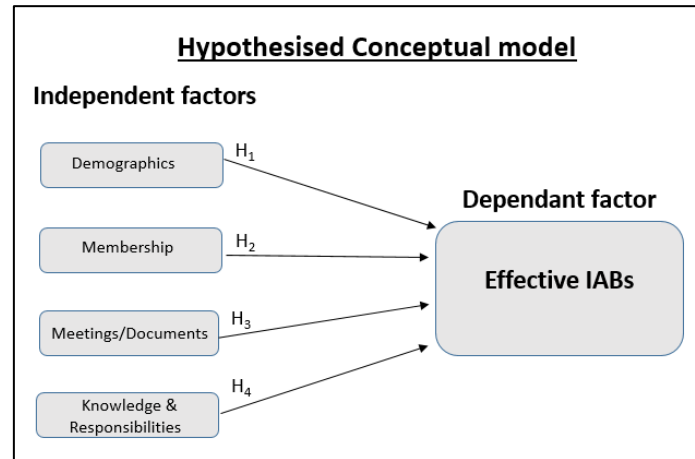 Hypothesised Conceptual model
Independent factors
Demographics
H₁
Membership
H₂
Meetings/Documents
H₃
Knowledge &
Responsibilities
H₄
Dependant factor
Effective IABs